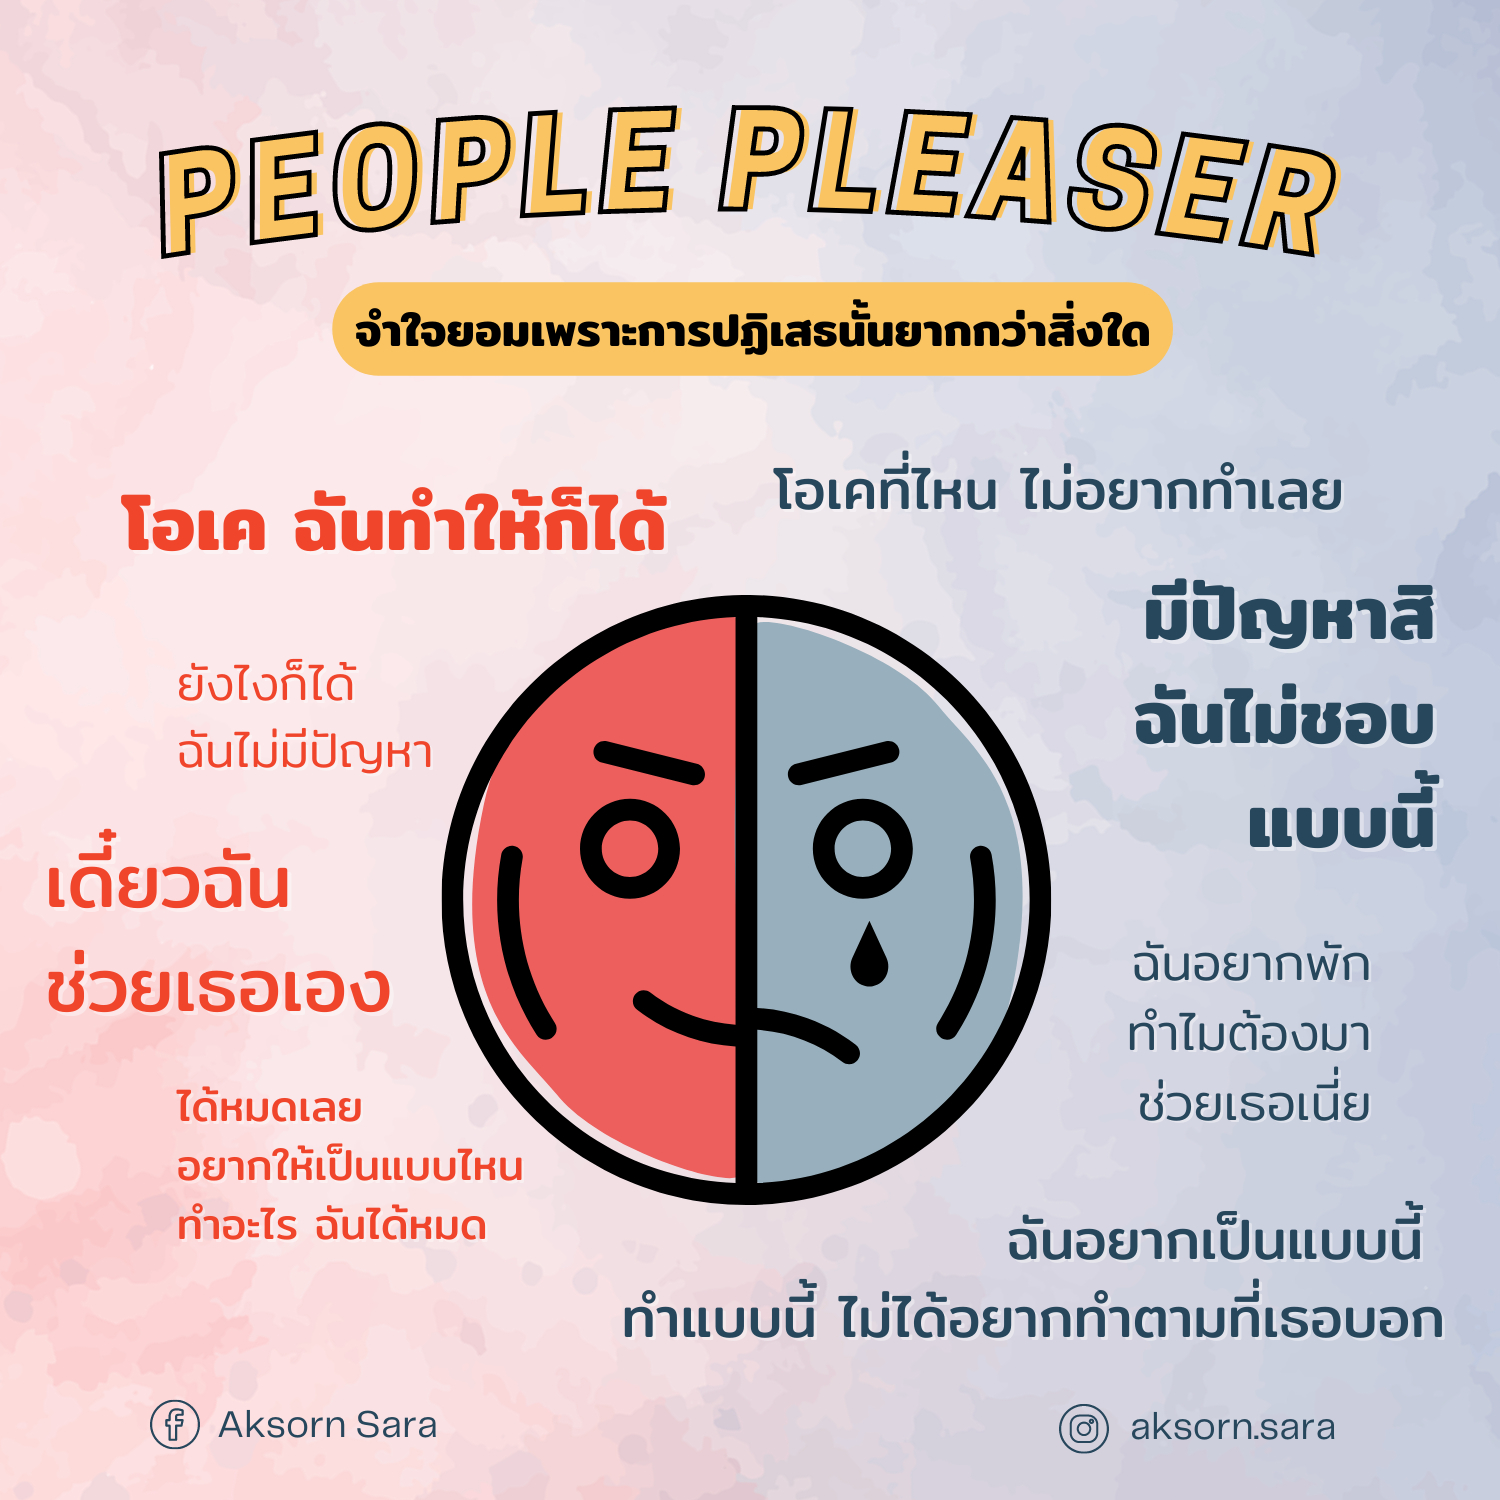 PEOPLE PLEASER
จำใจยอมเพราะการปฏิเสธนั้นยากกว่าสิ่งใด
โอเค ฉันทำให้ก็ได้
ยังไงก็ได้
ฉันไม่มีปัญหา
เดี๋ยวฉัน
ช่วยเธอเอง
ได้หมดเลย
อยากให้เป็นแบบไหน
ทำอะไร ฉันได้หมด
โอเคที่ไหน ไม่อยากทำเลย
มีปัญหาสิ
ฉันไม่ชอบ
แบบนี้
ฉันอยากพัก
ทำไมต้องมา
ช่วยเธอเนี่ย
ฉันอยากเป็นแบบนี้
ทำแบบนี้ ไม่ได้อยากทำตามที่เธอบอก
Aksorn Sara
aksorn.sara